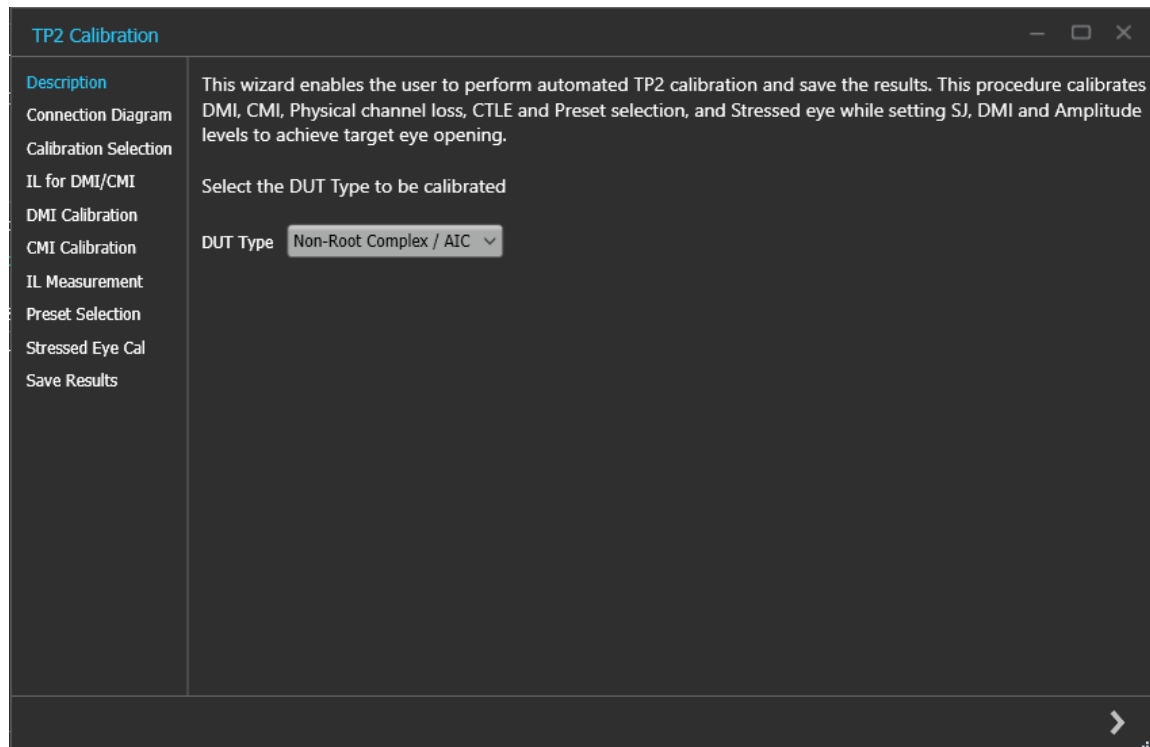 TP2 Calibration
Description
Connection Diagram
Calibration Selection
IL for DMI/CMI
DMI Calibration
CMI Calibration
IL Measurement
Preset Selection
Stressed Eye Cal
Save Results
This wizard enables the user to perform automated TP2 calibration and save the results. This procedure calibrates
DMI, CMI, Physical channel loss, CTLE and Preset selection, and Stressed eye while setting SJ, DMI and Amplitude
levels to achieve target eye opening.
Select the DUT Type to be calibrated
DUT Type Non-Root Complex / AIC